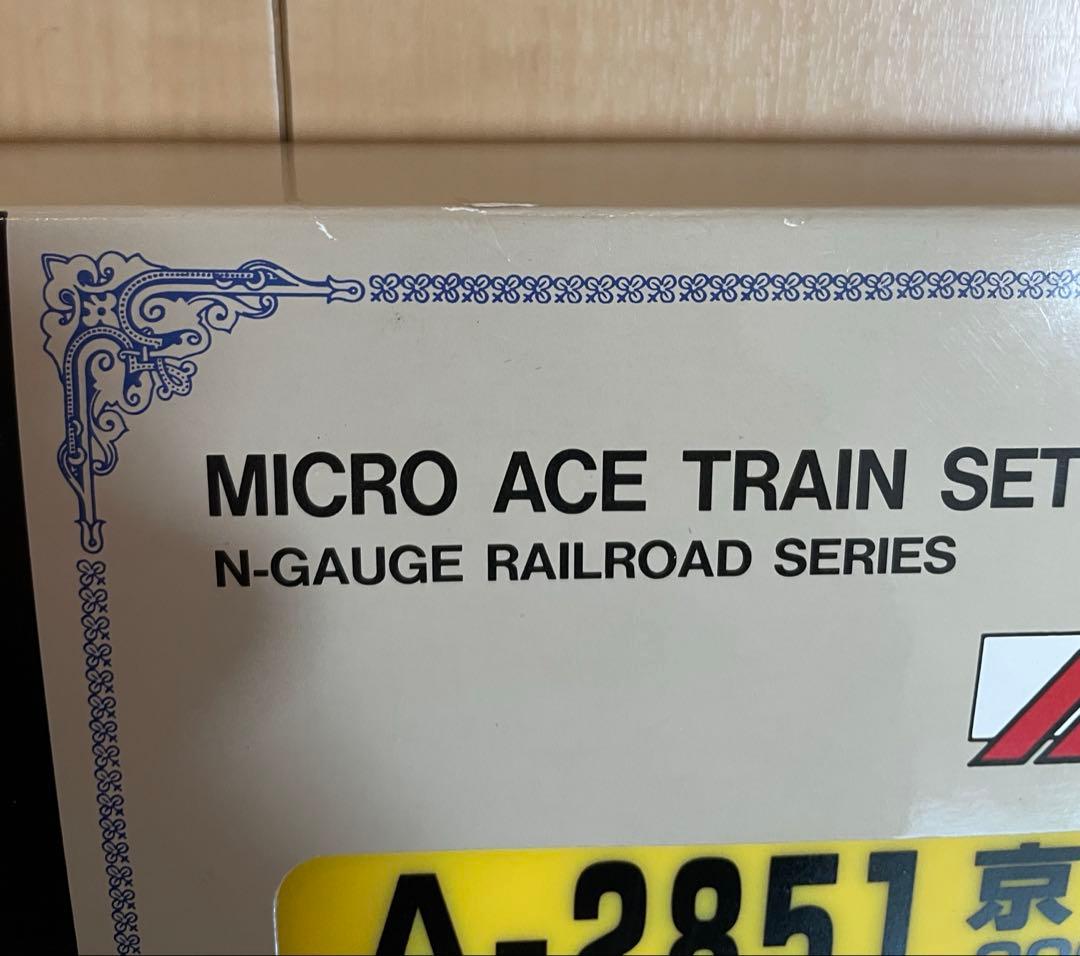 MICRO ACE TRAIN SET
N-GAUGE RAILROAD SERIES
A-2851 京